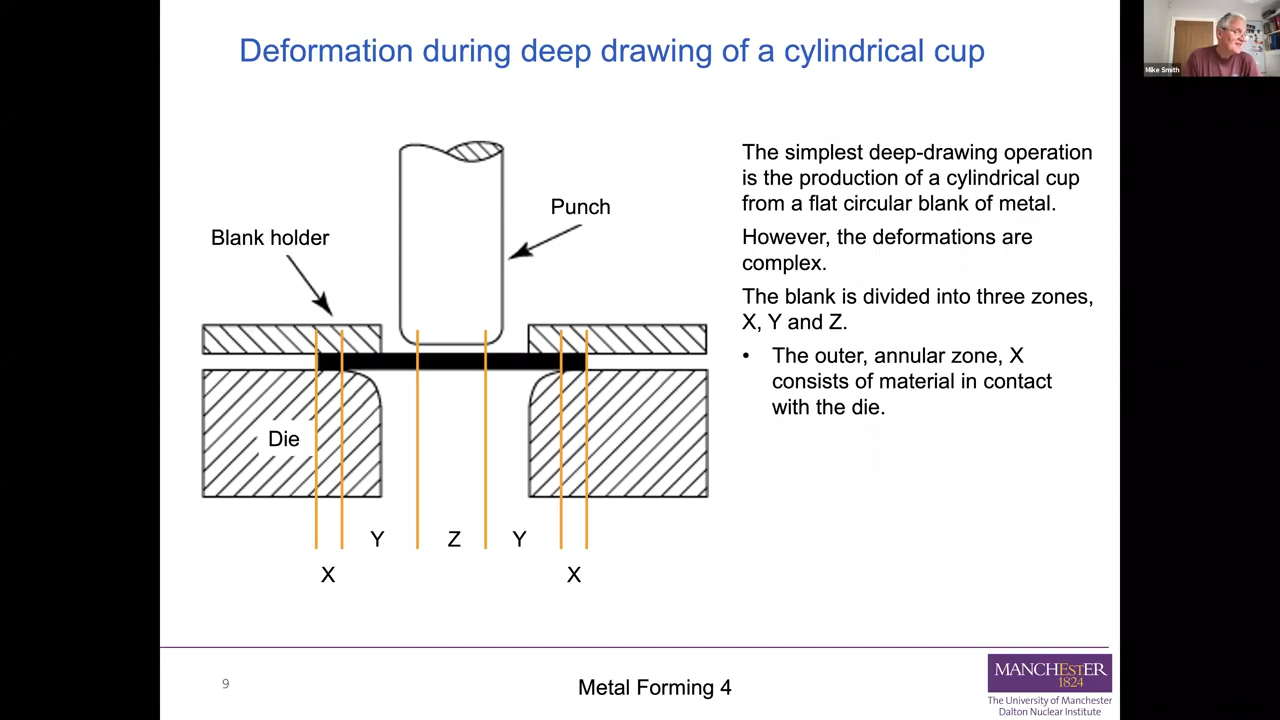 Deformation during deep drawing of a cylindrical cup
Mike Smith
Blank holder
Punch
Die
Y
Z
Y
X
X
The simplest deep-drawing operation
is the production of a cylindrical cup
from a flat circular blank of metal.
However, the deformations are
complex.
The blank is divided into three zones,
X, Y and Z.
• The outer, annular zone, X
consists of material in contact
with the die.
9
Metal Forming 4
MANCHESTER
1824
The University of Manchester
Dalton Nuclear Institute